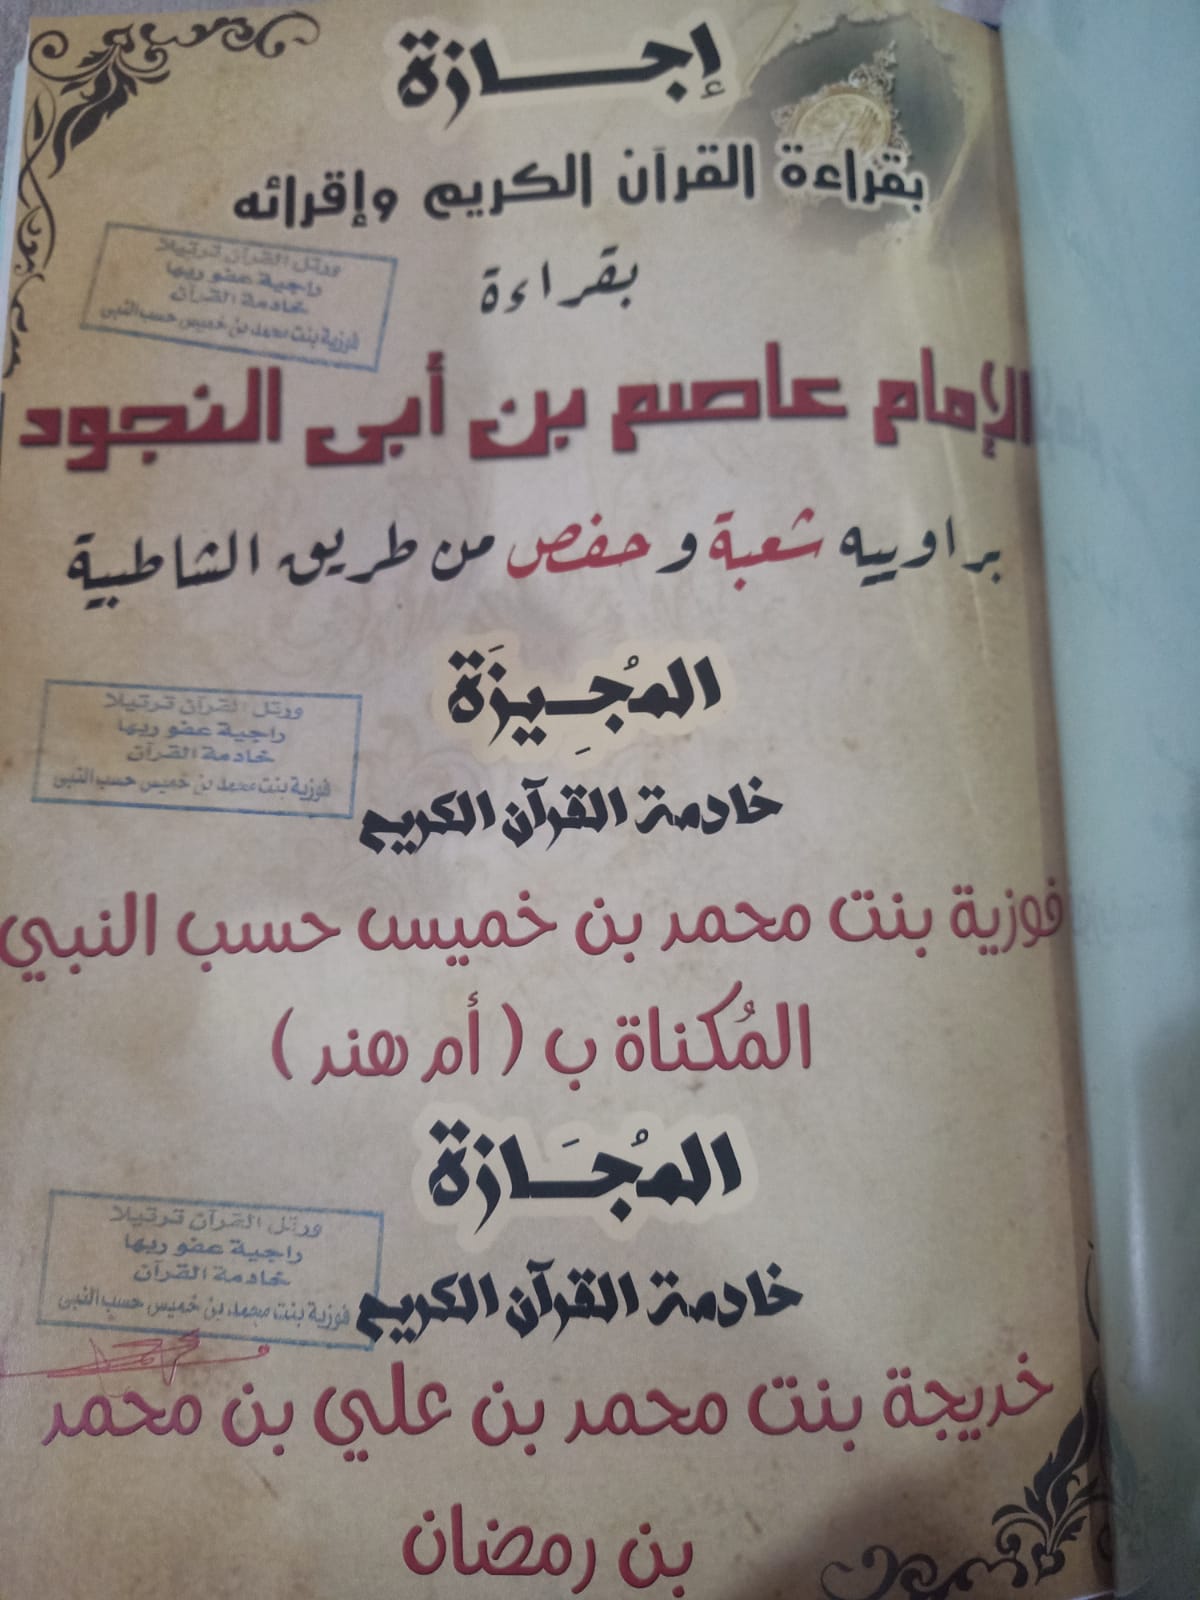 إجازة
بقراءة القرآن الكريم وإقرائه
ورتل القرآن ترتيلا
راجية عفو ربها
خادمة القرآن
فوزية بنت محمد بن خميس حسب النبي
بقراءة
الإمام عاصم بن أبى النجود
براوييه شعبة و حفص من طريق الشاطبية
المُجِيزَة
ورتل القرآن ترتيلا
راجية عفو ربها
خادمة القرآن
فوزية بنت محمد بن خميس حسب النبي
خادمة القرآن الكريم
فوزية بنت محمد بن خميس حسب النبي
المُكناة ب ( أم هند )
المُجَازة
ورتل القرآن ترتيلا
راجية عفو ربها
خادمة القرآن
فوزية بنت محمد بن خميس حسب النبي
خادمة القرآن الكريم
خديجة بنت محمد بن علي بن محمد
بن رمضان